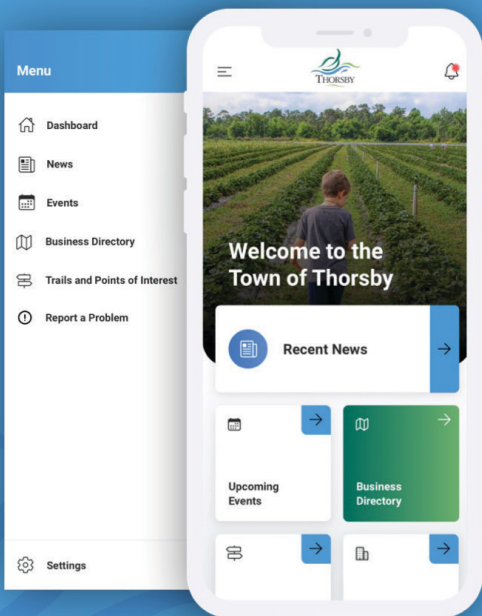 Menu
Dashboard
News
Events
Business Directory
Trails and Points of Interest
Report a Problem
Settings
THORSBY
Welcome to the
Town of Thorsby
Recent News
Upcoming
Events
Business
Directory